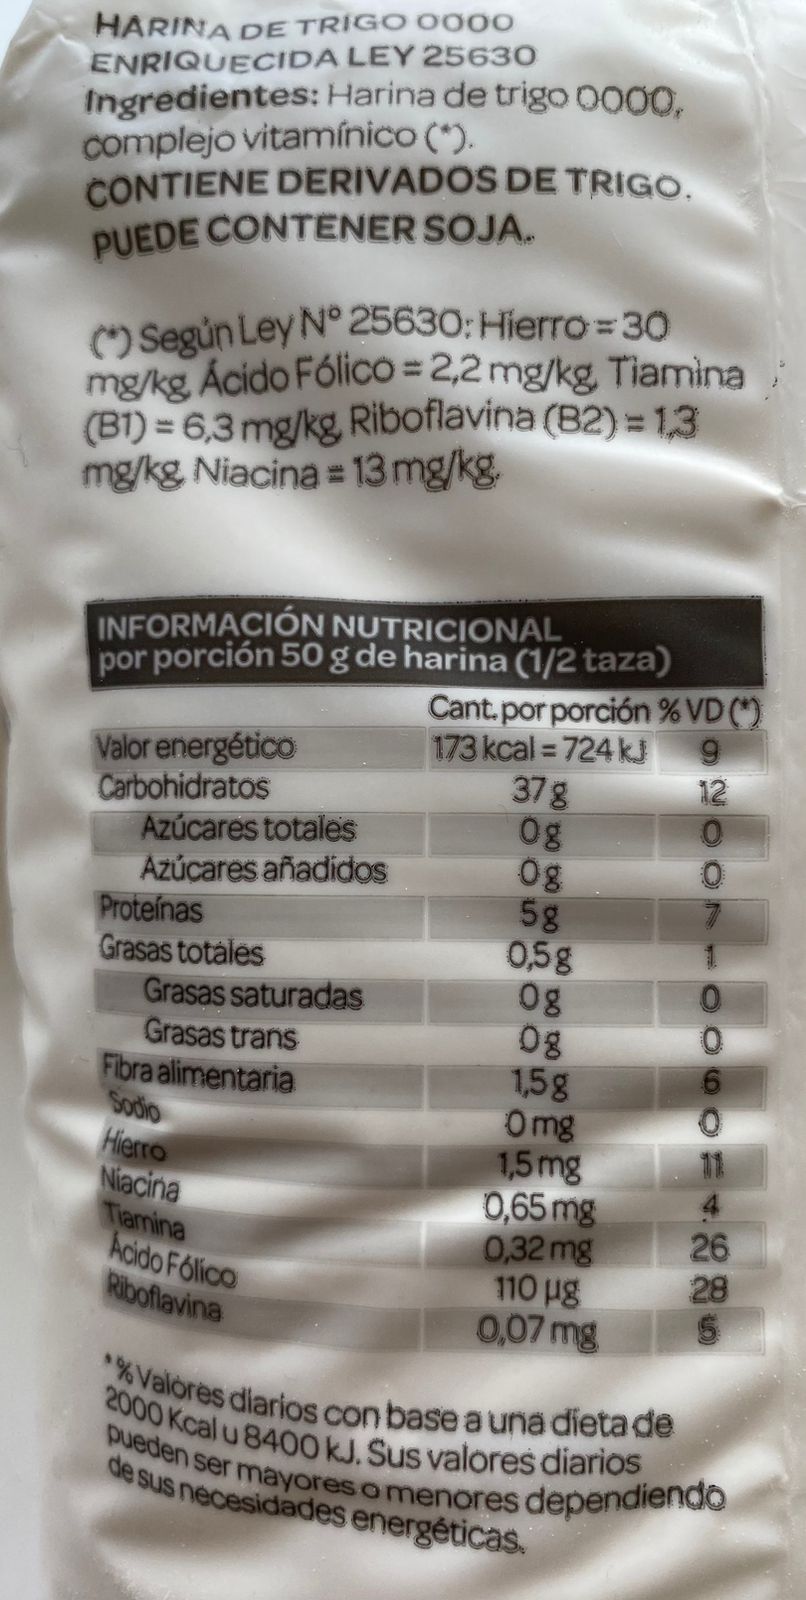 HARINA DE TRIGO 0000
ENRIQUECIDA LEY 25630
Ingredientes: Harina de trigo 0000,
complejo vitamínico (*).
CONTIENE DERIVADOS DE TRIGO.
PUEDE CONTENER SOJA.
(*) Según Ley Nº 25630: Hierro = 30
mg/kg, Ácido Fólico = 2,2 mg/kg, Tiamina
(B1) = 6,3 mg/kg, Riboflavina (B2) = 1,3
mg/kg, Niacina = 13 mg/kg.
INFORMACIÓN NUTRICIONAL
por porción 50 g de harina (1/2 taza)
Cant. por porción % VD (*)
Valor energético 173 kcal = 724 kJ 9
Carbohidratos 37 g 12
Azúcares totales 0 g 0
Azúcares añadidos 0 g 0
Proteínas 5 g 7
Grasas totales 0,5 g 1
Grasas saturadas 0 g 0
Grasas trans 0 g 0
Fibra alimentaria 1,5 g 6
Sodio 0 mg 0
Hierro 1,5 mg 11
Niacina 0,65 mg 4
Tiamina 0,32 mg 26
Ácido Fólico 110 µg 28
Riboflavina 0,07 mg 5
*% Valores diarios con base a una dieta de
2000 Kcal u 8400 kJ. Sus valores diarios
pueden ser mayores o menores dependiendo
de sus necesidades energéticas.